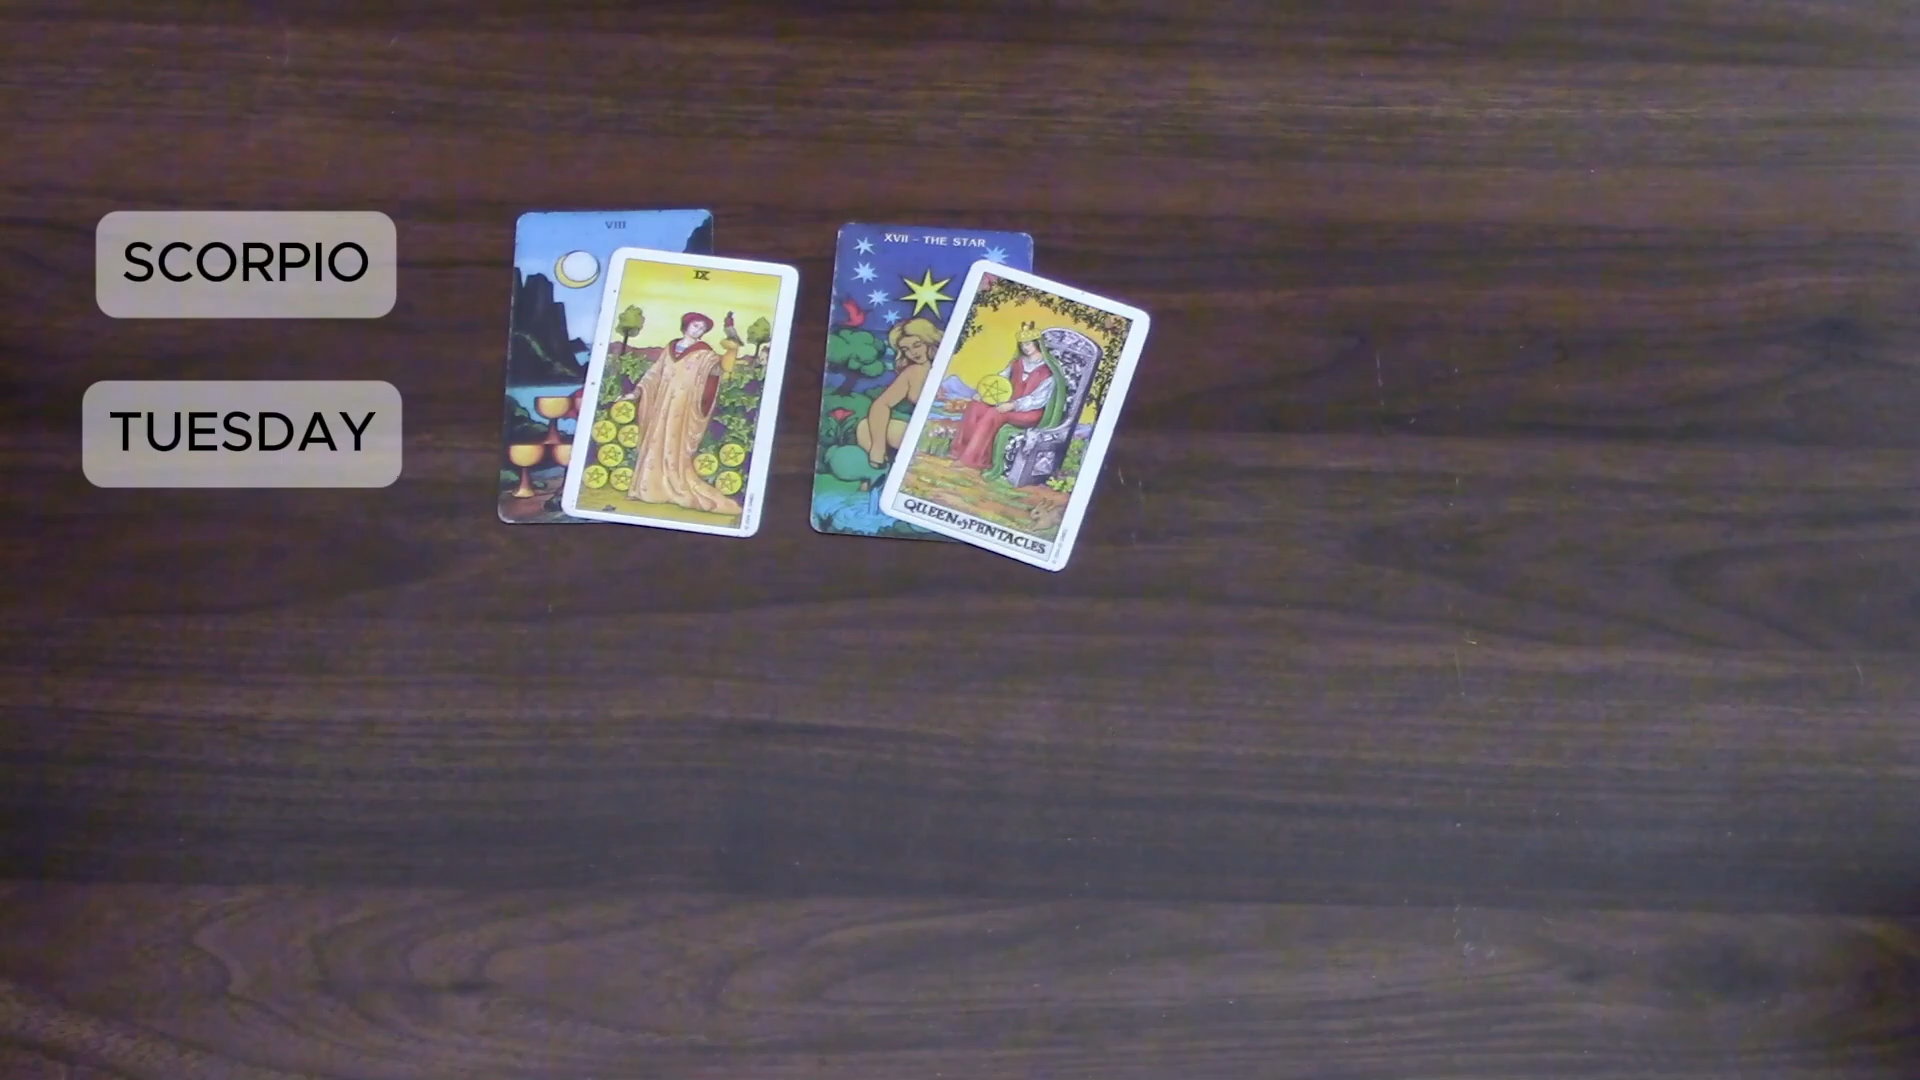 SCORPIO
TUESDAY
VIII
IX
XVII – THE STAR
QUEEN of PENTACLES